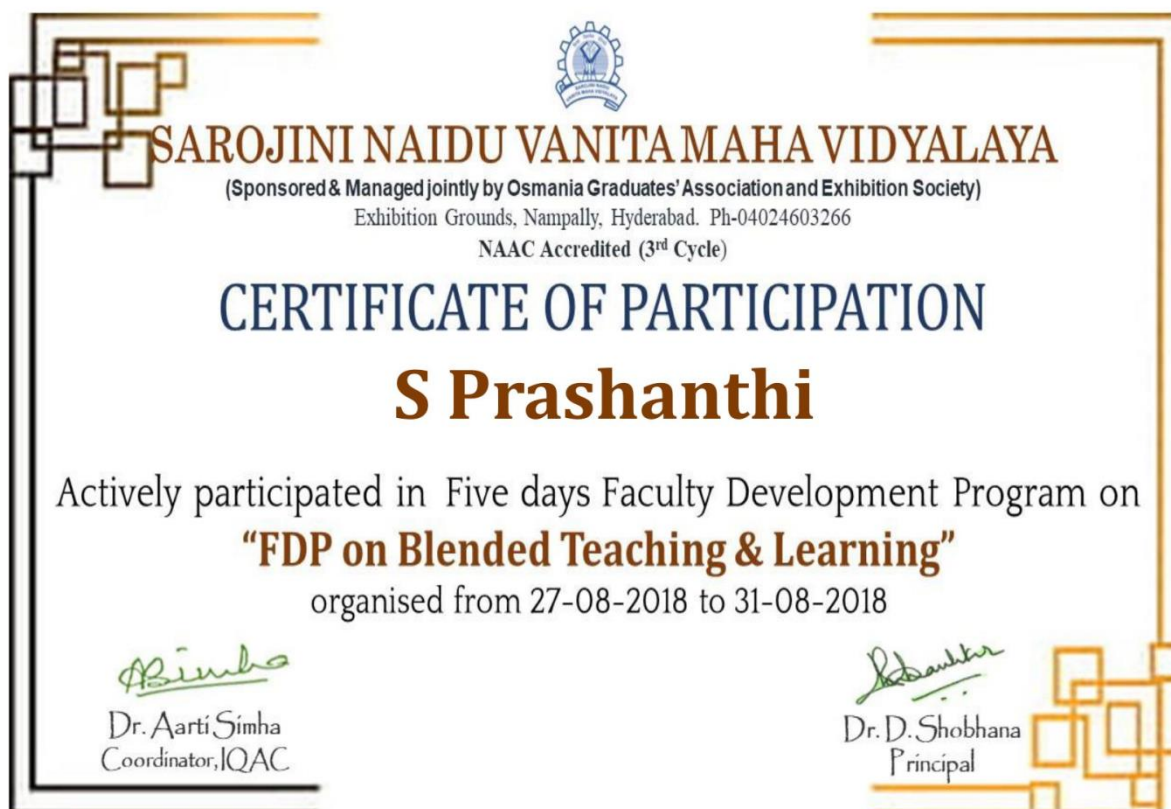 SAROJINI NAIDU VANITA MAHA VIDYALAYA
(Sponsored & Managed jointly by Osmania Graduates' Association and Exhibition Society)
Exhibition Grounds, Nampally, Hyderabad. Ph-04024603266
NAAC Accredited (3rd Cycle)
CERTIFICATE OF PARTICIPATION
S Prashanthi
Actively participated in Five days Faculty Development Program on
“FDP on Blended Teaching & Learning”
organised from 27-08-2018 to 31-08-2018
ASimha
Dr. Aarti Simha
Coordinator, IQAC
Dr. D. Shobhana
Principal